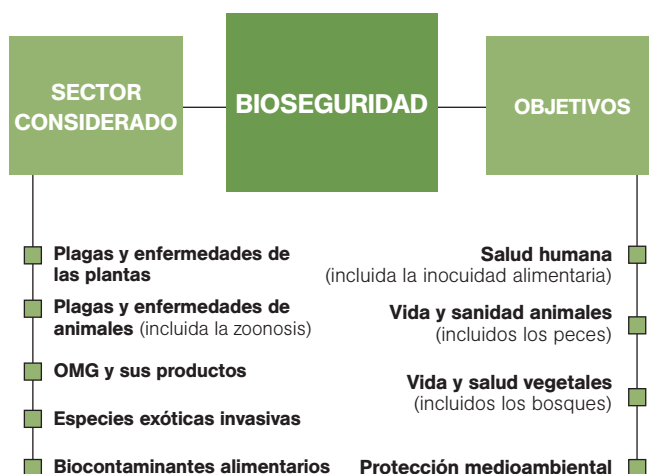 SECTOR
CONSIDERADO
BIOSEGURIDAD
OBJETIVOS
Plagas y enfermedades de
las plantas
Plagas y enfermedades de
animales (incluida la zoonosis)
OMG y sus productos
Especies exóticas invasivas
Biocontaminantes alimentarios
Salud humana
(incluida la inocuidad alimentaria)
Vida y sanidad animales
(incluidos los peces)
Vida y salud vegetales
(incluidos los bosques)
Protección medioambiental